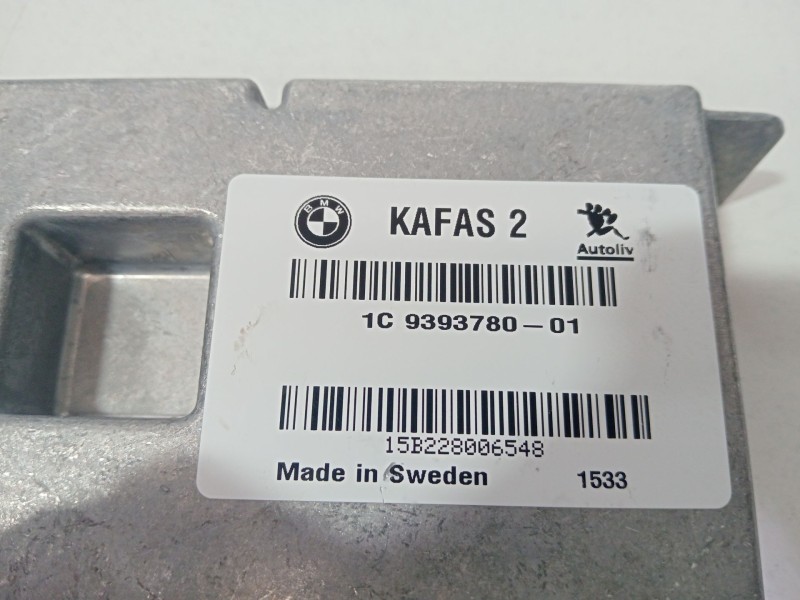 BMW
KAFAS 2
Autoliv
1C 9393780-01
15B228006548
Made in Sweden 1533